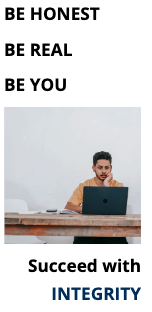 BE HONEST
BE REAL
BE YOU
Succeed with
INTEGRITY